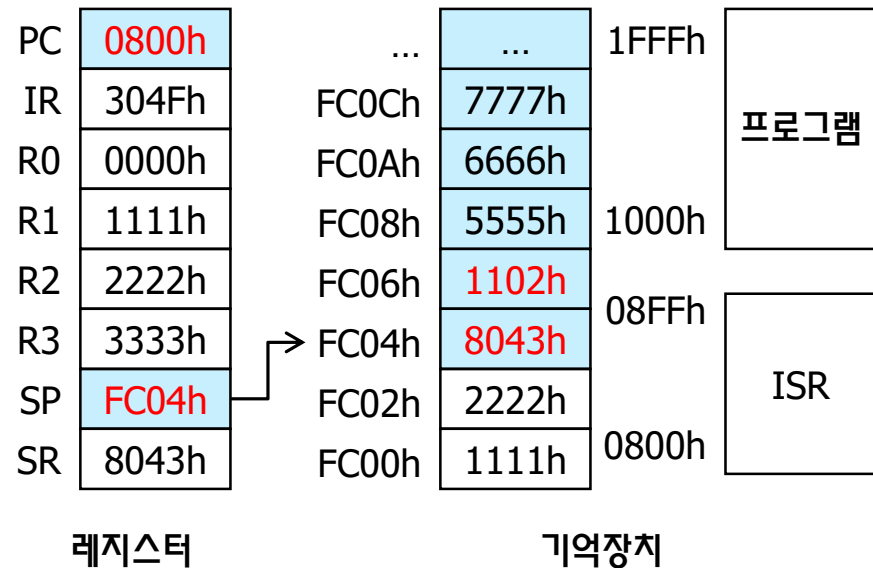 PC 0800h ... ... 1FFFh
IR 304Fh FC0Ch 7777h 프로그램
R0 0000h FC0Ah 6666h
R1 1111h FC08h 5555h 1000h
R2 2222h FC06h 1102h 08FFh
R3 3333h FC04h 8043h
SP FC04h FC02h 2222h ISR
SR 8043h FC00h 1111h 0800h
레지스터 기억장치